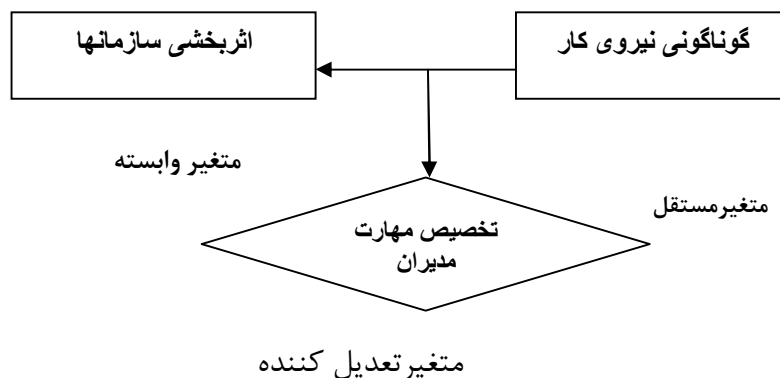 گوناگونی نیروی کار
اثربخشی سازمانها
متغیر وابسته
متغیرمستقل
تخصیص مهارت
مدیران
متغیرتعدیل کننده